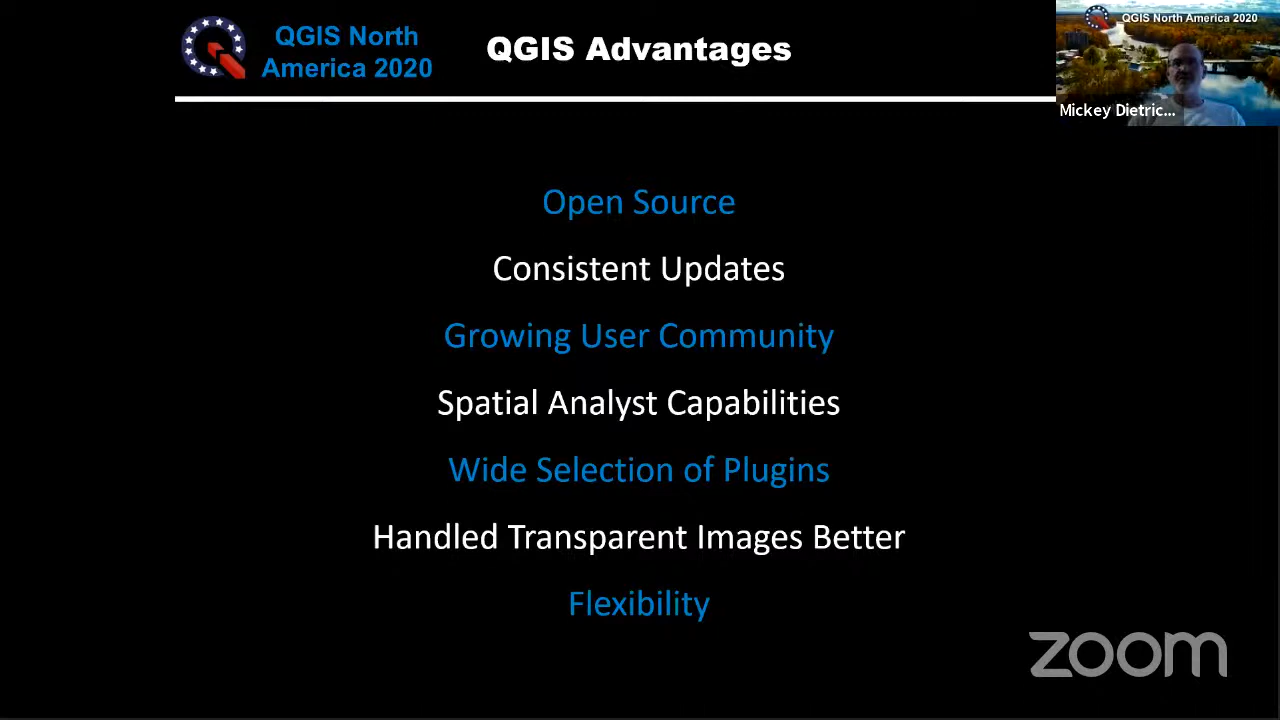 QGIS North
America 2020
QGIS Advantages
QGIS North America 2020
Mickey Dietric...
Open Source
Consistent Updates
Growing User Community
Spatial Analyst Capabilities
Wide Selection of Plugins
Handled Transparent Images Better
Flexibility
zoom